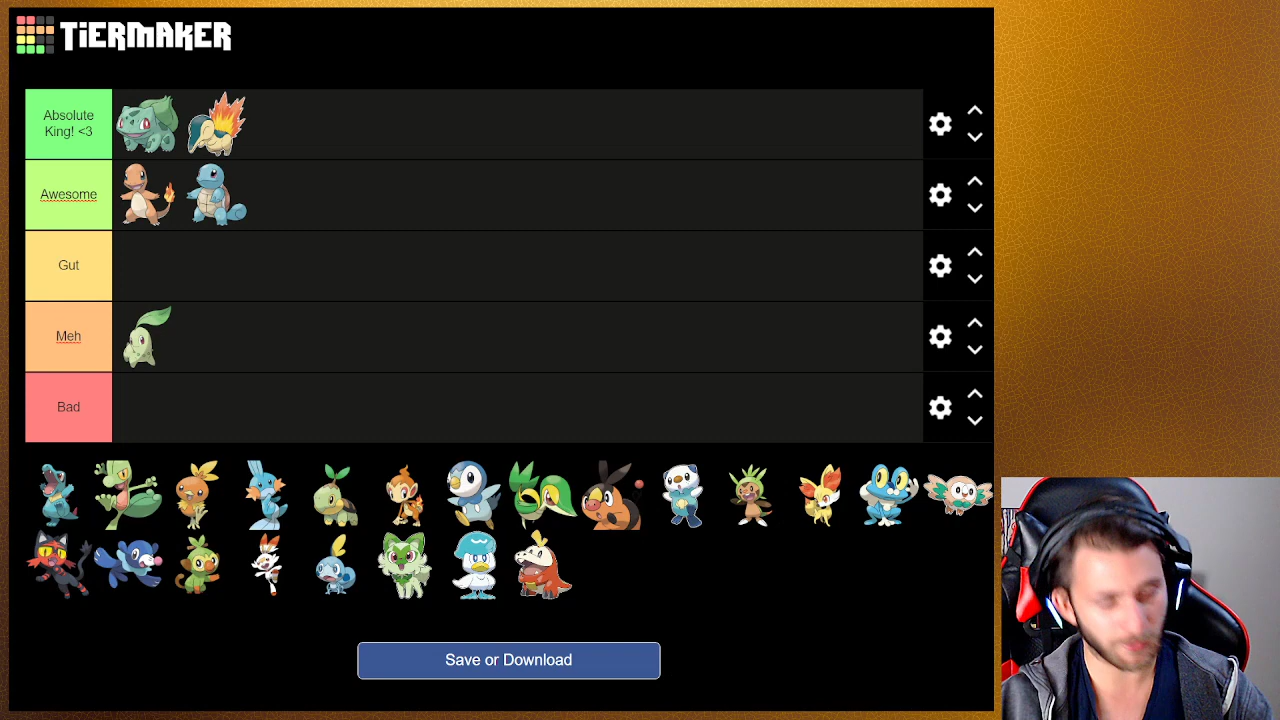 TiERMAKER
Absolute
King! <3
Awesome
Gut
Meh
Bad
Save or Download